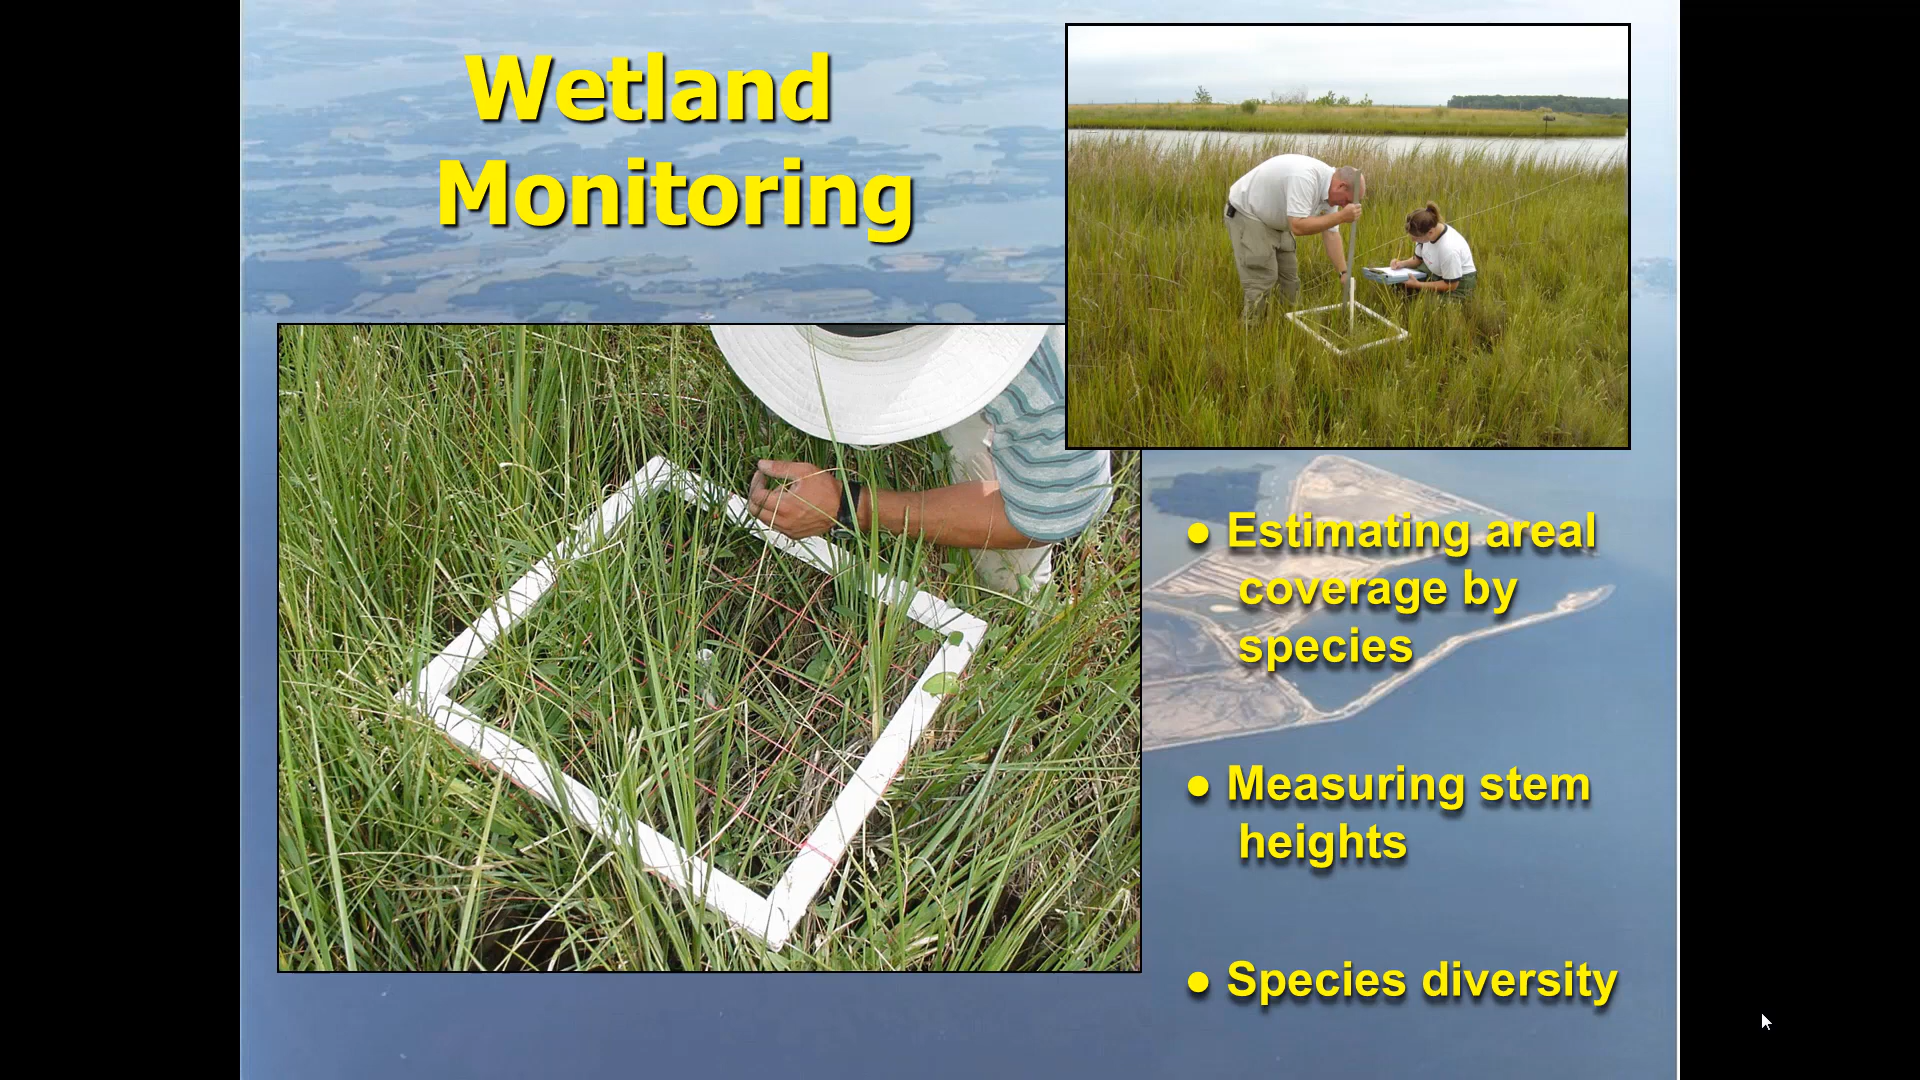 Wetland
Monitoring
● Estimating areal
coverage by
species
● Measuring stem
heights
● Species diversity